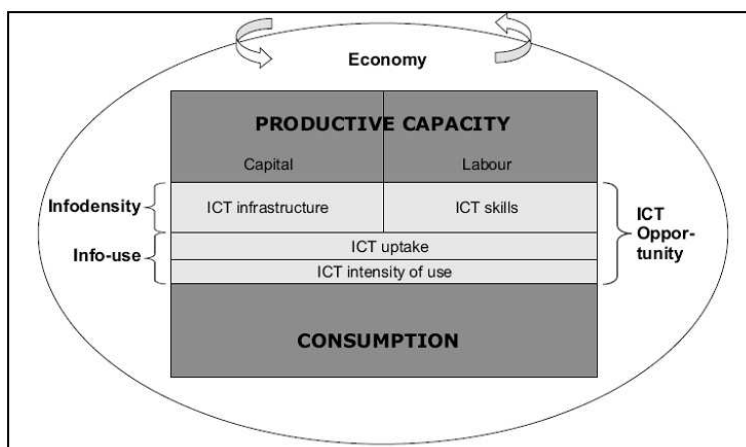 Economy
PRODUCTIVE CAPACITY
Capital
Labour
Infodensity
ICT infrastructure
ICT skills
ICT
Oppor-
tunity
Info-use
ICT uptake
ICT intensity of use
CONSUMPTION